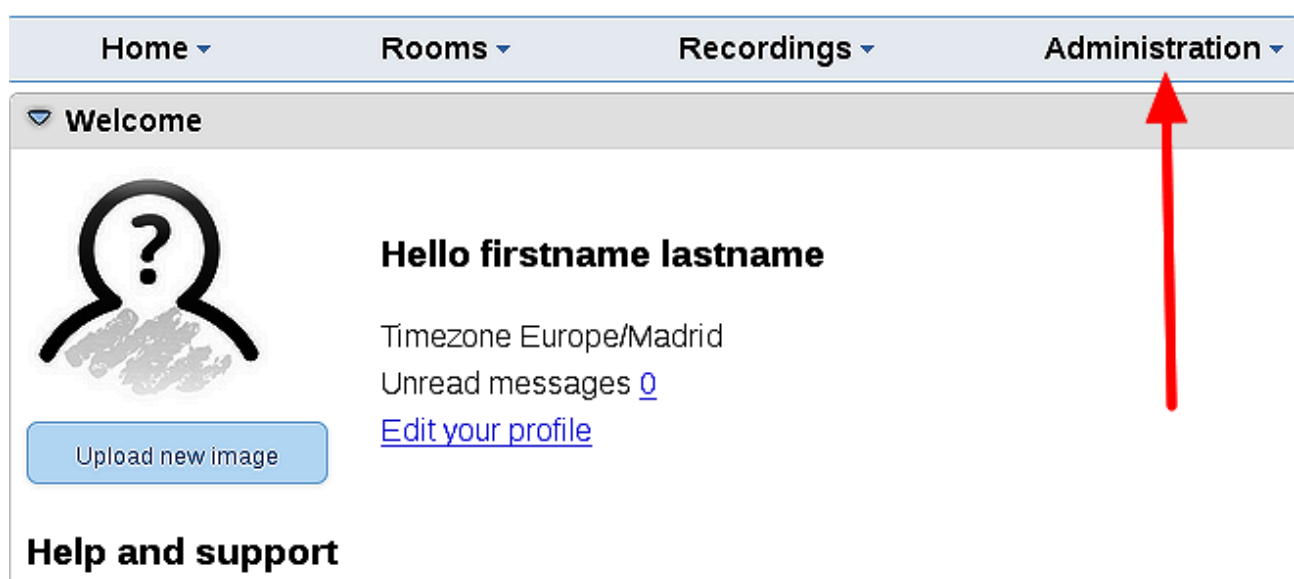 Home Rooms Recordings Administration
Welcome
?
Hello firstname lastname
Timezone Europe/Madrid
Unread messages 0
Edit your profile
Upload new image
Help and support